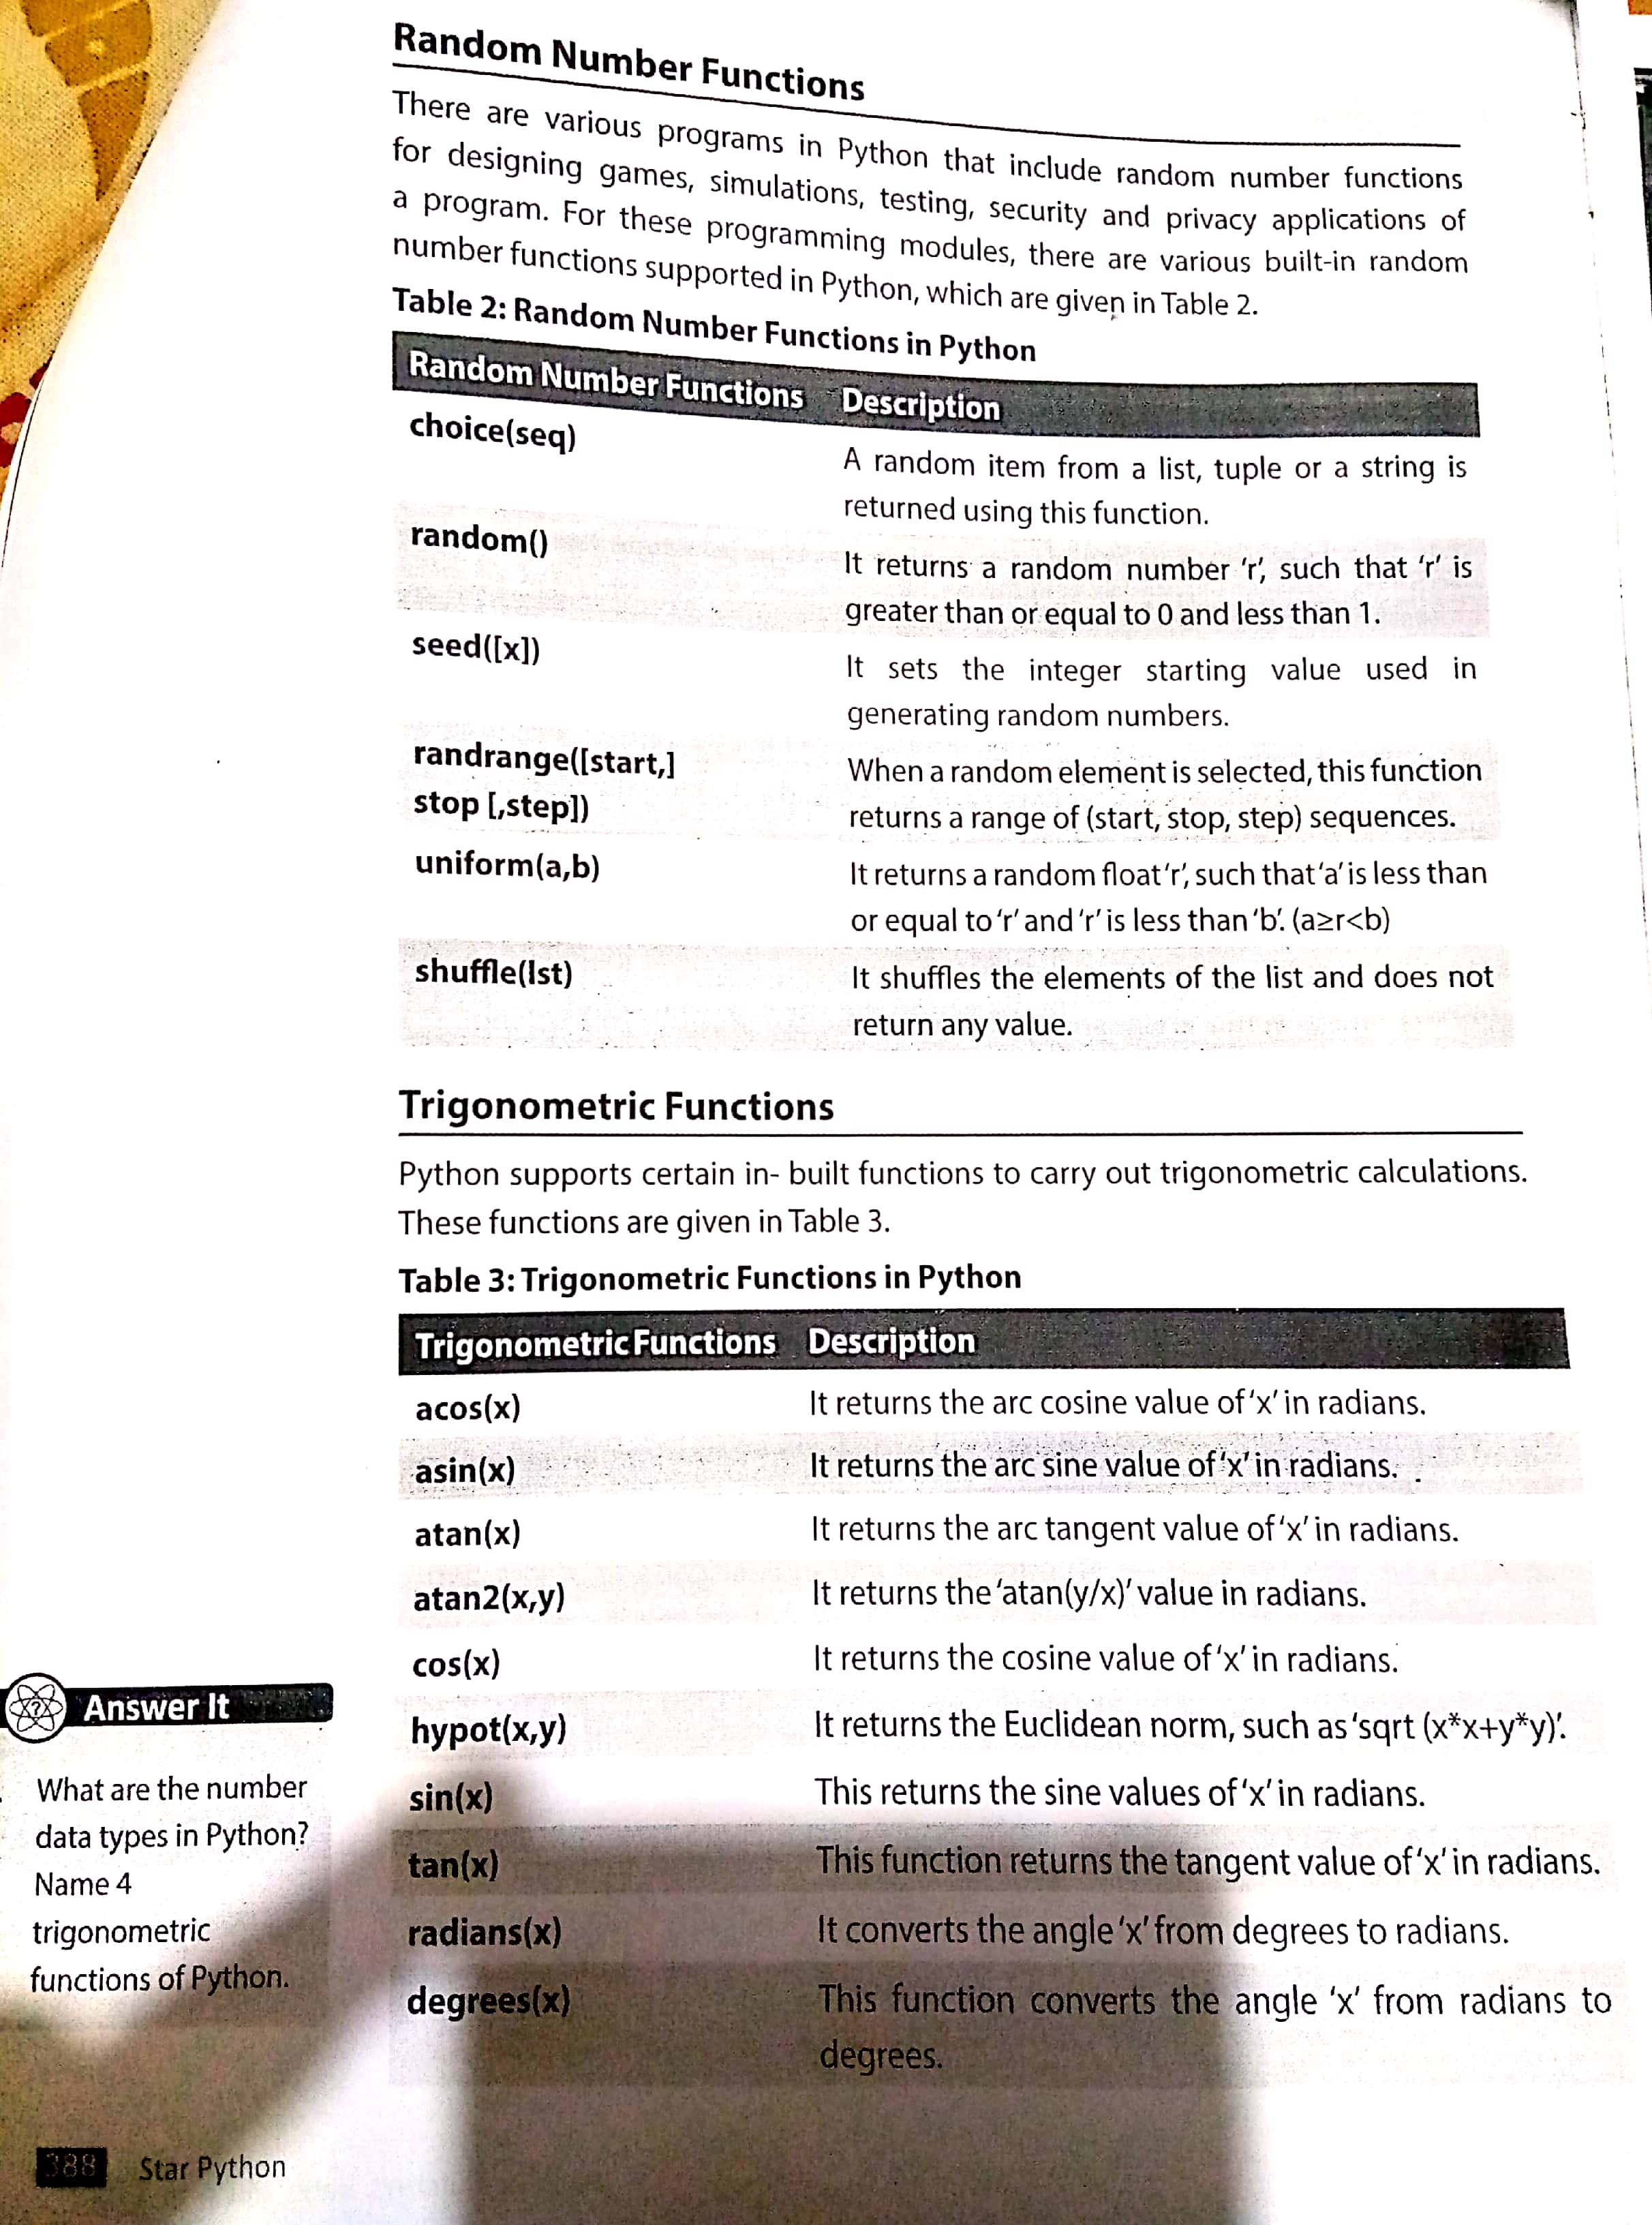 Random Number Functions
There are various programs in Python that include random number functions
for designing games, simulations, testing, security and privacy applications of
a program. For these programming modules, there are various built-in random
number functions supported in Python, which are given in Table 2.
Table 2: Random Number Functions in Python
Random Number Functions Description
choice(seq) A random item from a list, tuple or a string is
returned using this function.
random() It returns a random number ‘r’, such that ‘r’ is
greater than or equal to 0 and less than 1.
seed([x]) It sets the integer starting value used in
generating random numbers.
randrange([start,] When a random element is selected, this function
stop [,step]) returns a range of (start, stop, step) sequences.
uniform(a,b) It returns a random float ‘r’, such that ‘a’ is less than
or equal to ‘r’ and ‘r’ is less than ‘b’. (a≥r<b)
shuffle(lst) It shuffles the elements of the list and does not
return any value.
Trigonometric Functions
Python supports certain in- built functions to carry out trigonometric calculations.
These functions are given in Table 3.
Table 3: Trigonometric Functions in Python
Trigonometric Functions Description
acos(x) It returns the arc cosine value of ‘x’ in radians.
asin(x) It returns the arc sine value of ‘x’ in radians.
atan(x) It returns the arc tangent value of ‘x’ in radians.
atan2(x,y) It returns the ‘atan(y/x)’ value in radians.
cos(x) It returns the cosine value of ‘x’ in radians.
hypot(x,y) It returns the Euclidean norm, such as ‘sqrt (x*x+y*y)’.
sin(x) This returns the sine values of ‘x’ in radians.
tan(x) This function returns the tangent value of ‘x’ in radians.
radians(x) It converts the angle ‘x’ from degrees to radians.
degrees(x) This function converts the angle ‘x’ from radians to
degrees.
Answer It
What are the number
data types in Python?
Name 4
trigonometric
functions of Python.
388 Star Python